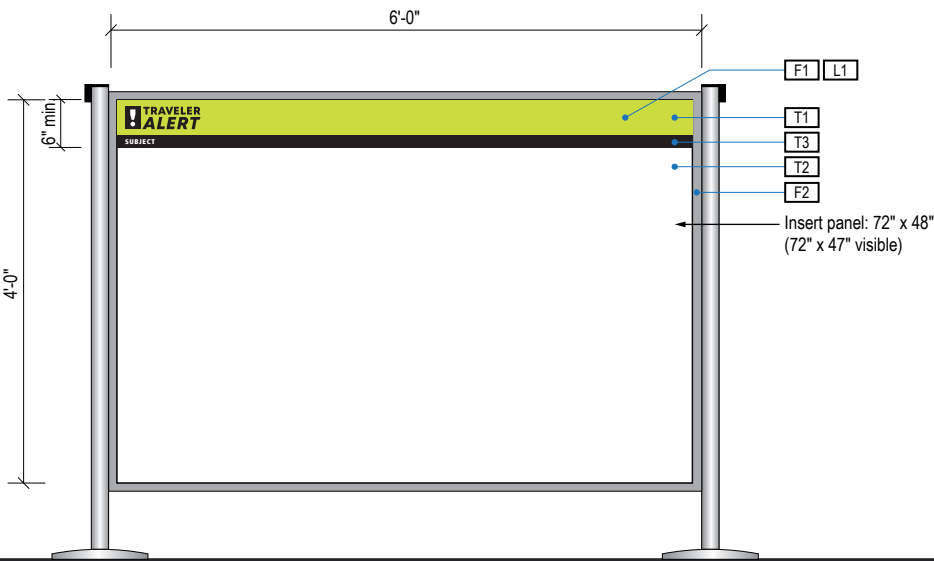 6'-0"
F1 L1
TRAVELER
ALERT
6" min
T1
SUBJECT
T3
T2
F2
Insert panel: 72" x 48"
(72" x 47" visible)
4'-0"